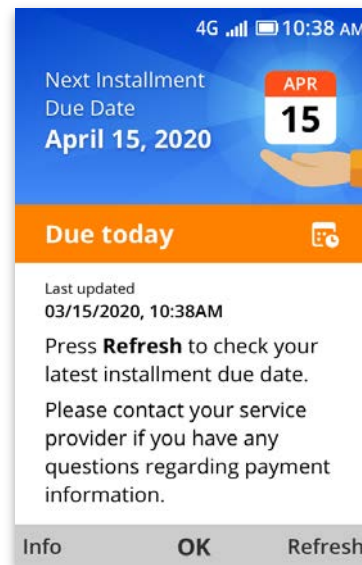 4G 10:38 AM
Next Installment
Due Date
April 15, 2020
APR
15
Due today
Last updated
03/15/2020, 10:38AM
Press Refresh to check your
latest installment due date.
Please contact your service
provider if you have any
questions regarding payment
information.
Info OK Refresh